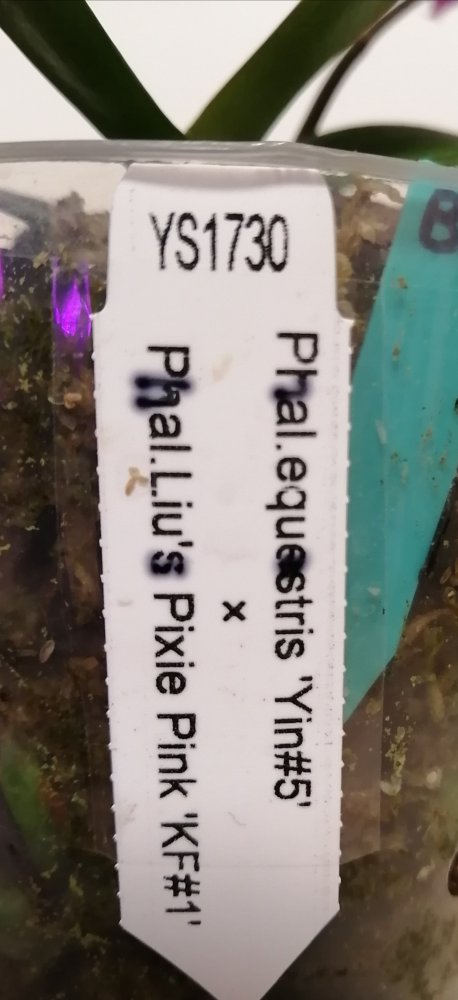 YS1730
Phal.equestris 'Yin#5'
x
Phal.Liu's Pixie Pink 'KF#1'
B